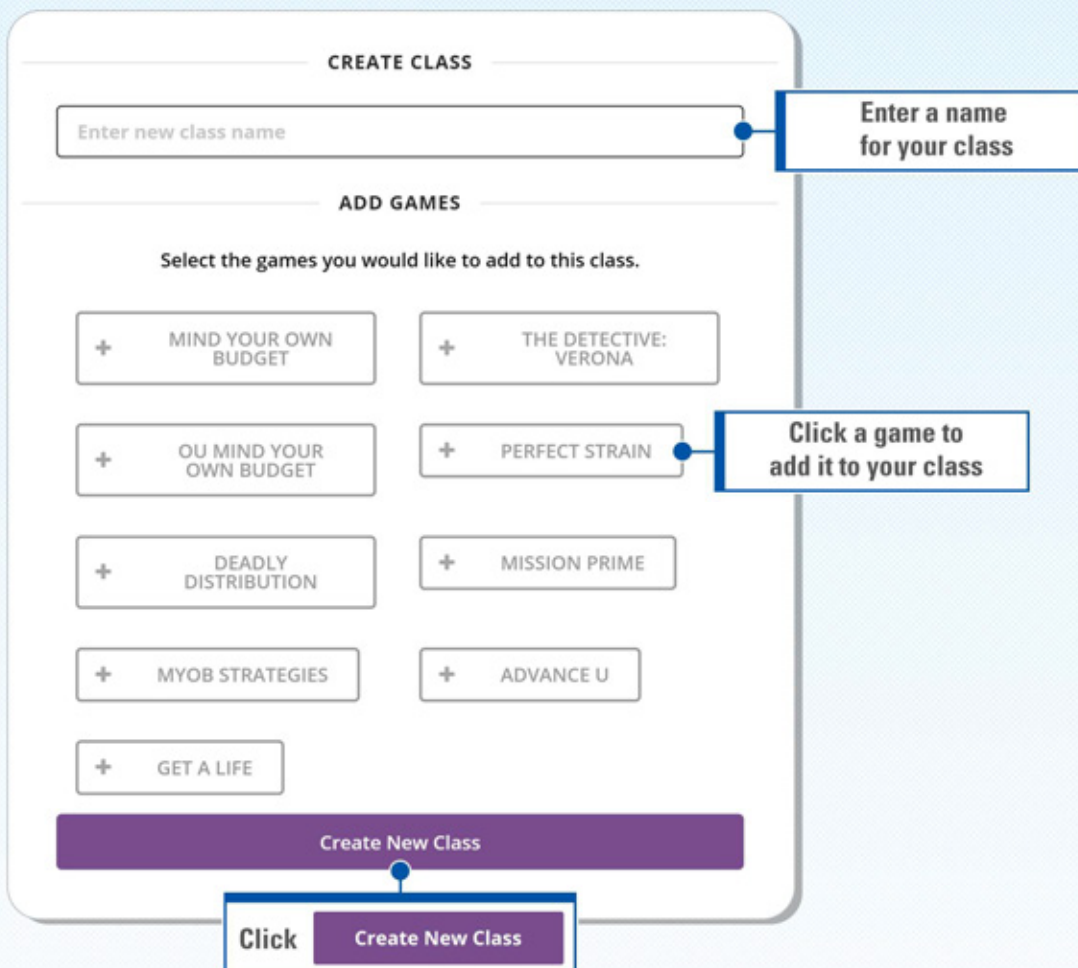 CREATE CLASS
Enter new class name
Enter a name
for your class
ADD GAMES
Select the games you would like to add to this class.
+ MIND YOUR OWN
BUDGET
+ THE DETECTIVE:
VERONA
+ OU MIND YOUR
OWN BUDGET
+ PERFECT STRAIN
Click a game to
add it to your class
+ DEADLY
DISTRIBUTION
+ MISSION PRIME
+ MYOB STRATEGIES
+ ADVANCE U
+ GET A LIFE
Create New Class
Click Create New Class